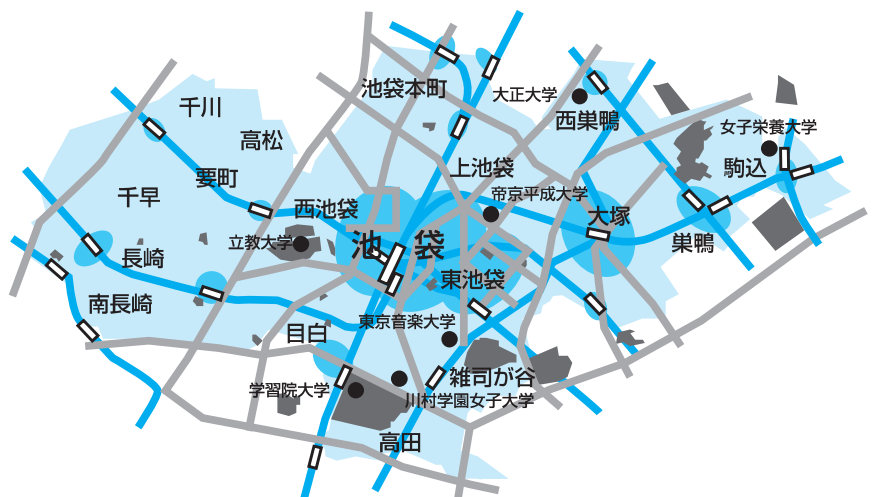 池袋本町
大正大学
千川
西巣鴨
女子栄養大学
高松
上池袋
駒込
要町
千早
帝京平成大学
西池袋
大塚
立教大学
池袋
巣鴨
長崎
東池袋
南長崎
東京音楽大学
目白
雑司が谷
学習院大学
川村学園女子大学
高田